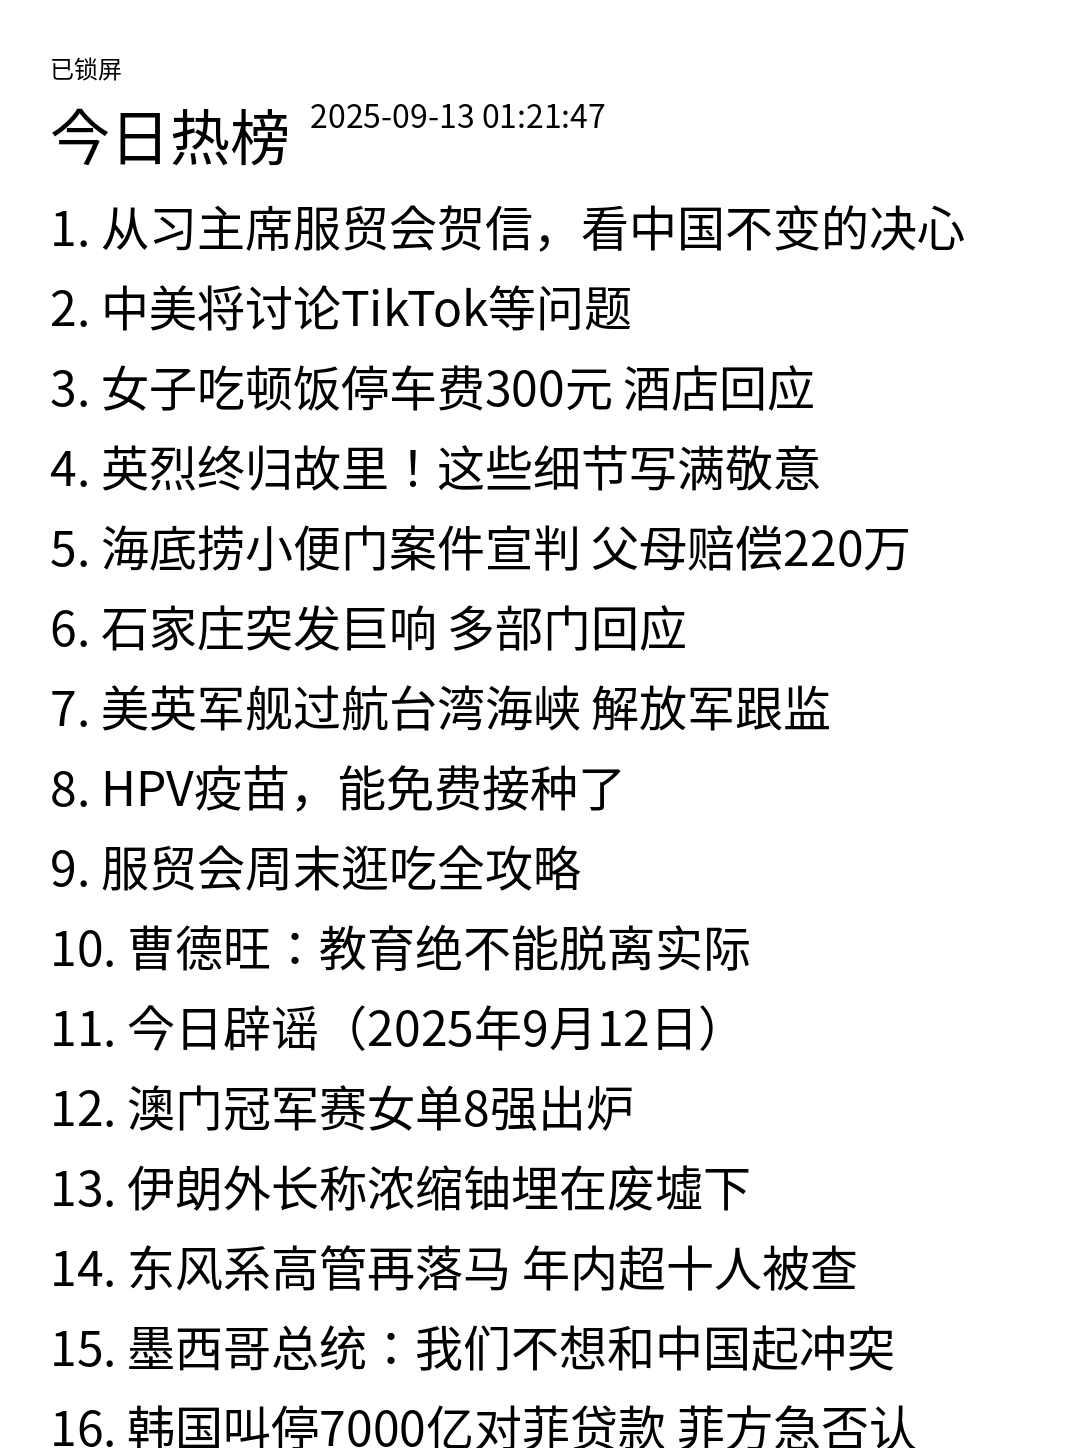 已锁屏
今日热榜 2025-09-13 01:21:47
1. 从习主席服贸会贺信，看中国不变的决心
2. 中美将讨论TikTok等问题
3. 女子吃顿饭停车费300元 酒店回应
4. 英烈终归故里！这些细节写满敬意
5. 海底捞小便门案件宣判 父母赔偿220万
6. 石家庄突发巨响 多部门回应
7. 美英军舰过航台湾海峡 解放军跟监
8. HPV疫苗，能免费接种了
9. 服贸会周末逛吃全攻略
10. 曹德旺：教育绝不能脱离实际
11. 今日辟谣（2025年9月12日）
12. 澳门冠军赛女单8强出炉
13. 伊朗外长称浓缩铀埋在废墟下
14. 东风系高管再落马 年内超十人被查
15. 墨西哥总统：我们不想和中国起冲突
16. 韩国叫停7000亿对菲贷款 菲方急否认